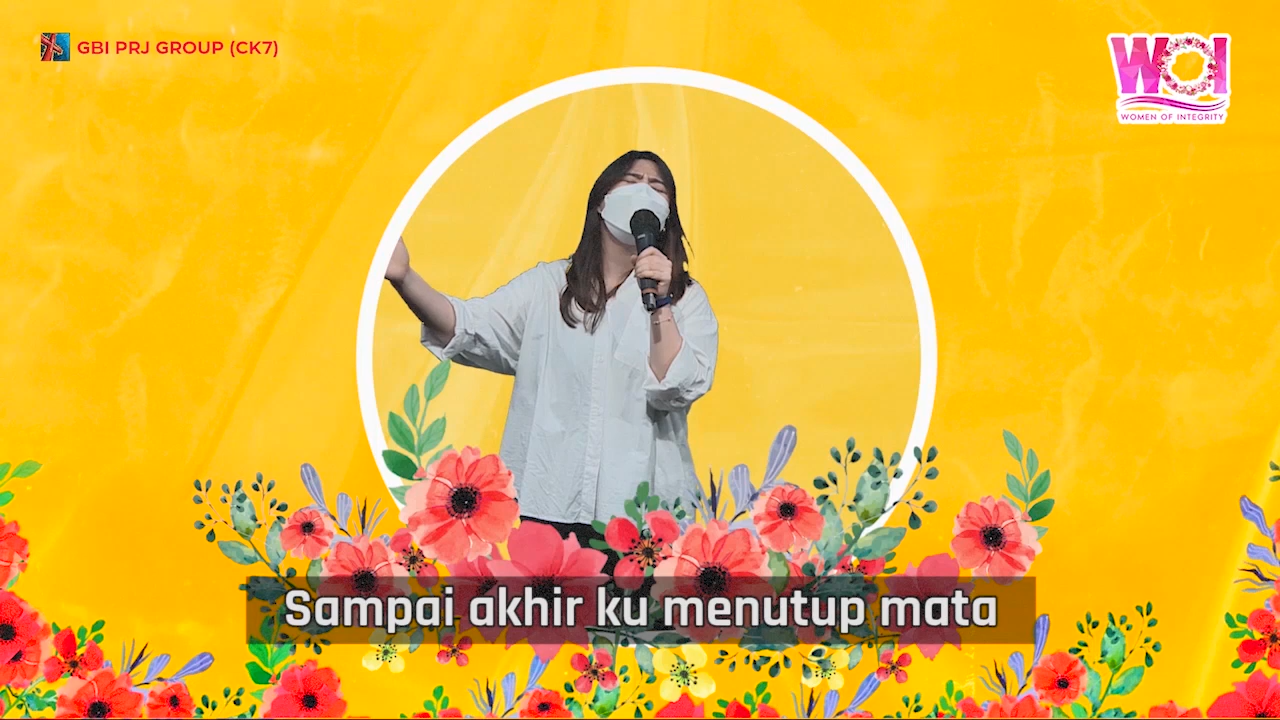 GBI PRJ GROUP (CK7)
WOI
WOMEN OF INTEGRITY
Sampai akhir ku menutup mata